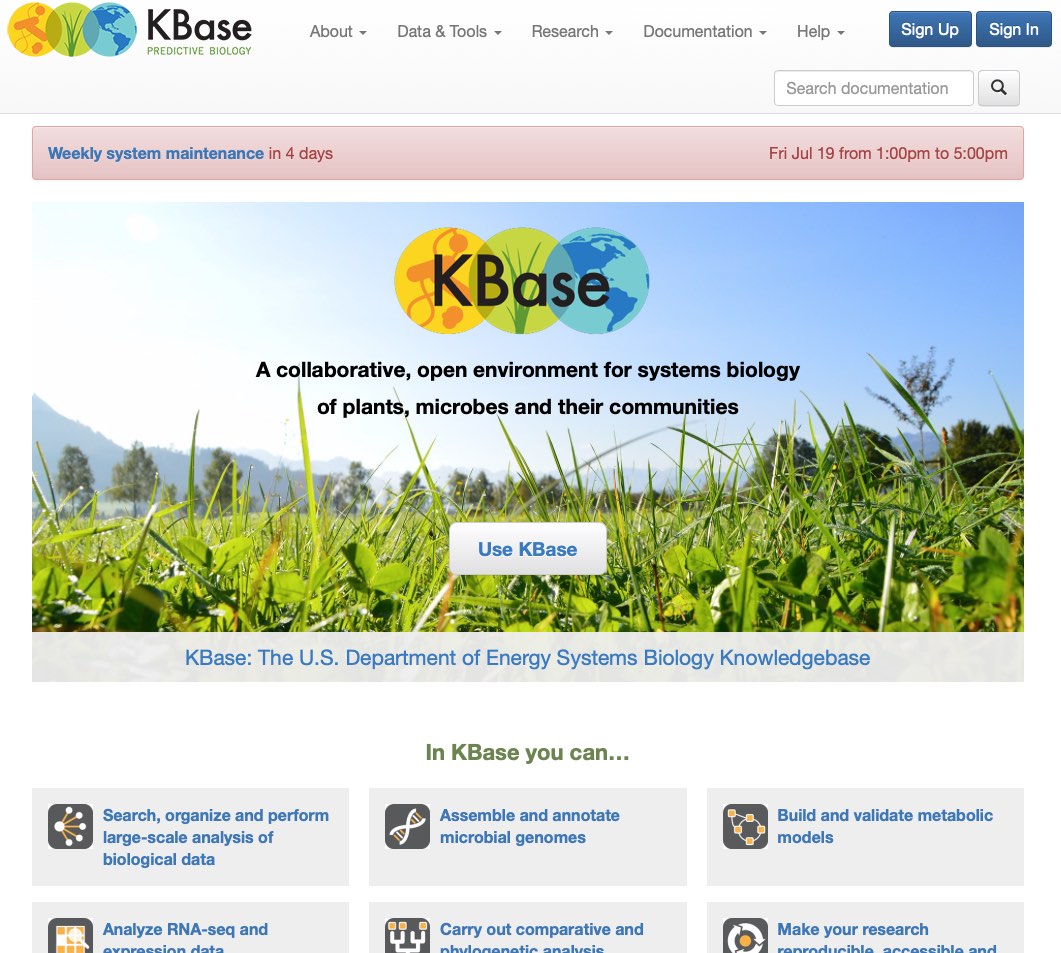 KBase
PREDICTIVE BIOLOGY
About
Data & Tools
Research
Documentation
Help
Sign Up
Sign In
Search documentation
Weekly system maintenance in 4 days
Fri Jul 19 from 1:00pm to 5:00pm
KBase
A collaborative, open environment for systems biology
of plants, microbes and their communities
Use KBase
KBase: The U.S. Department of Energy Systems Biology Knowledgebase
In KBase you can…
Search, organize and perform
large-scale analysis of
biological data
Assemble and annotate
microbial genomes
Build and validate metabolic
models
Analyze RNA-seq and
expression data
Carry out comparative and
phylogenetic analysis
Make your research
reproducible, accessible and